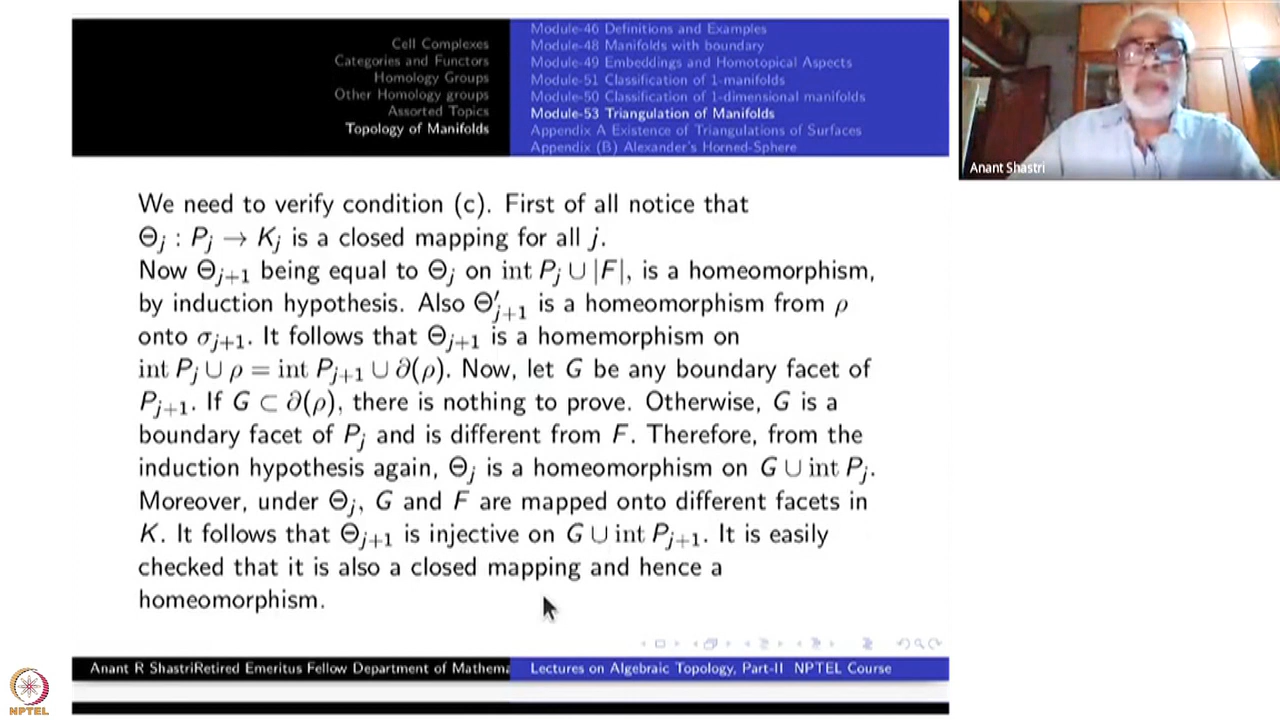 Cell Complexes
Categories and Functors
Homology Groups
Other Homology groups
Assorted Topics
Topology of Manifolds
Module-46 Definitions and Examples
Module-48 Manifolds with boundary
Module-49 Embeddings and Homotopical Aspects
Module-51 Classification of 1-manifolds
Module-50 Classification of 1-dimensional manifolds
Module-53 Triangulation of Manifolds
Appendix A Existence of Triangulations of Surfaces
Appendix (B) Alexander's Horned-Sphere
Anant Shastri
We need to verify condition (c). First of all notice that
Θ_j : P_j → K_j is a closed mapping for all j.
Now Θ_{j+1} being equal to Θ_j on int P_j ∪ |F|, is a homeomorphism,
by induction hypothesis. Also Θ′_{j+1} is a homeomorphism from ρ
onto σ_{j+1}. It follows that Θ_{j+1} is a homemorphism on
int P_j ∪ ρ = int P_{j+1} ∪ ∂(ρ). Now, let G be any boundary facet of
P_{j+1}. If G ⊂ ∂(ρ), there is nothing to prove. Otherwise, G is a
boundary facet of P_j and is different from F. Therefore, from the
induction hypothesis again, Θ_j is a homeomorphism on G ∪ int P_j.
Moreover, under Θ_j, G and F are mapped onto different facets in
K. It follows that Θ_{j+1} is injective on G ∪ int P_{j+1}. It is easily
checked that it is also a closed mapping and hence a
homeomorphism.
Anant R ShastriRetired Emeritus Fellow Department of Mathema
Lectures on Algebraic Topology, Part-II NPTEL Course
NPTEL